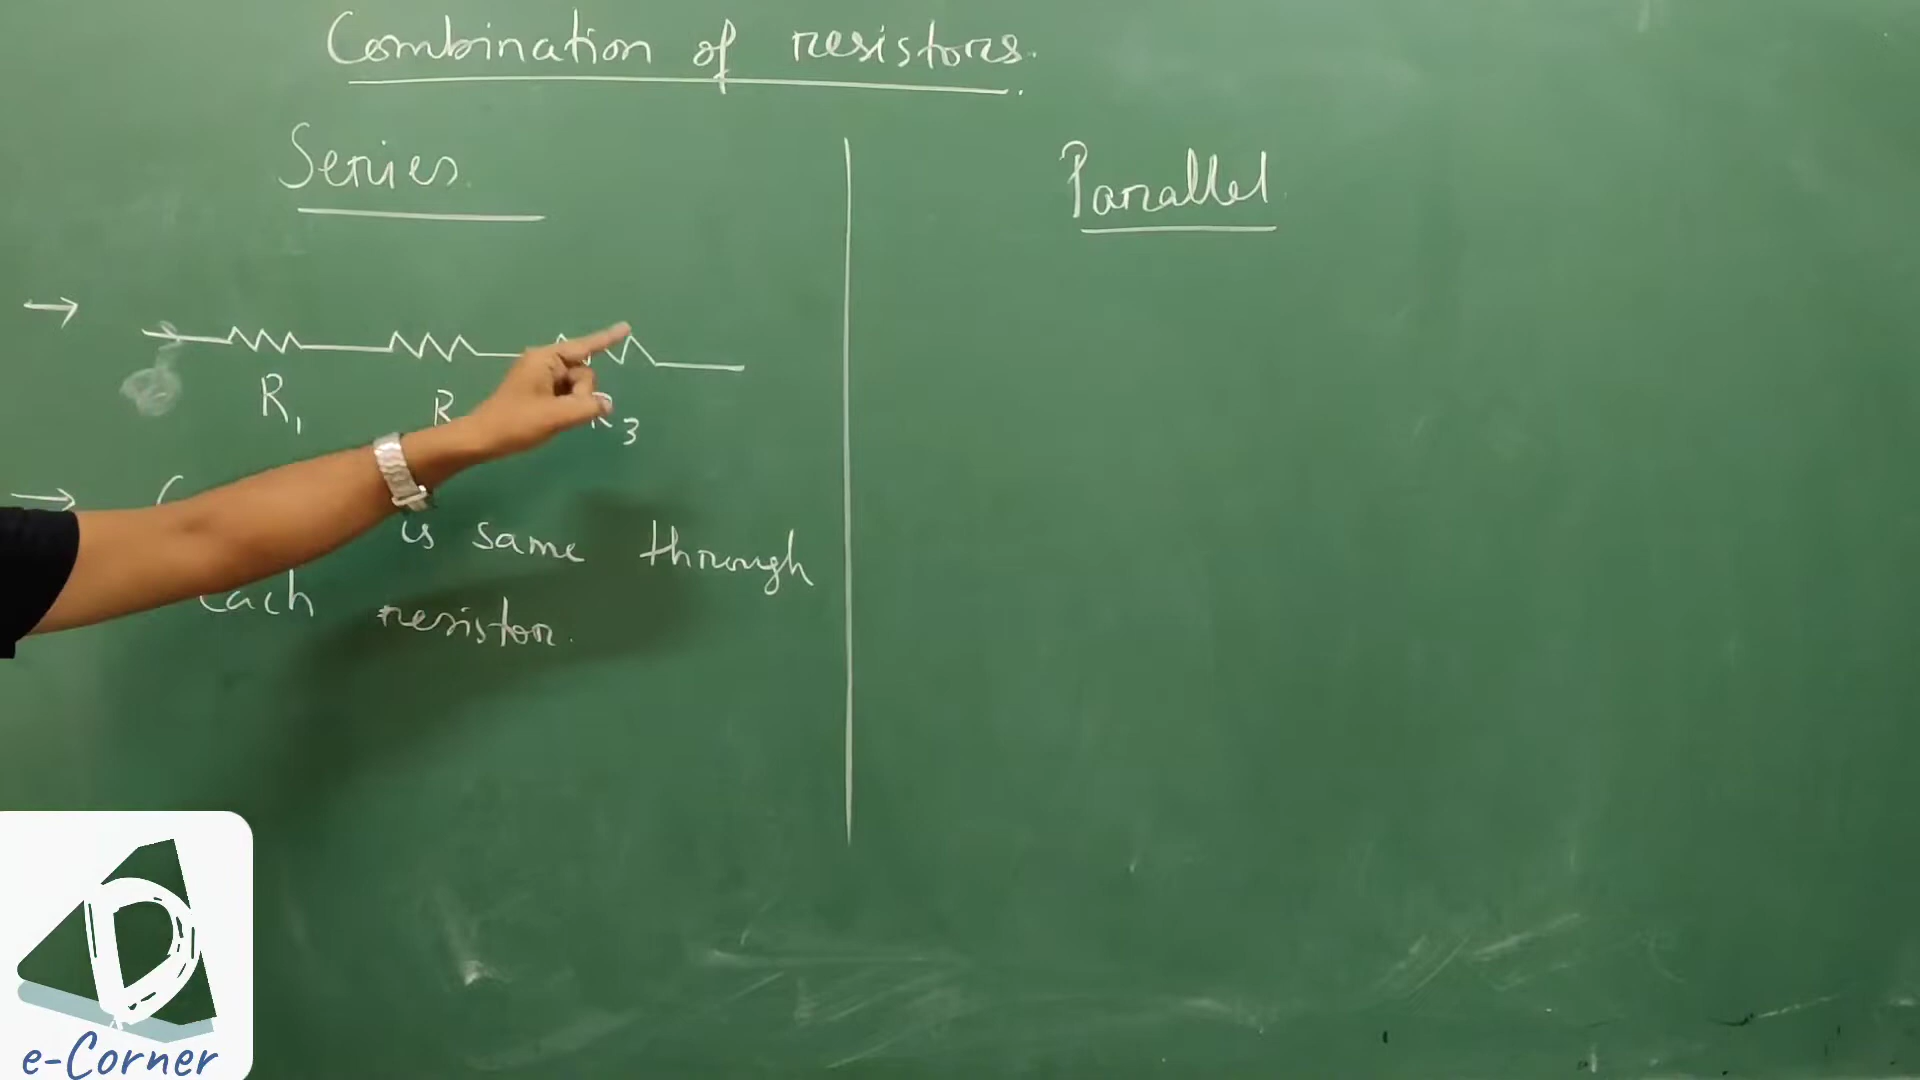 Combination of resistors.
Series
Parallel
R1 R R3
is same through
each resistor.
e-Corner